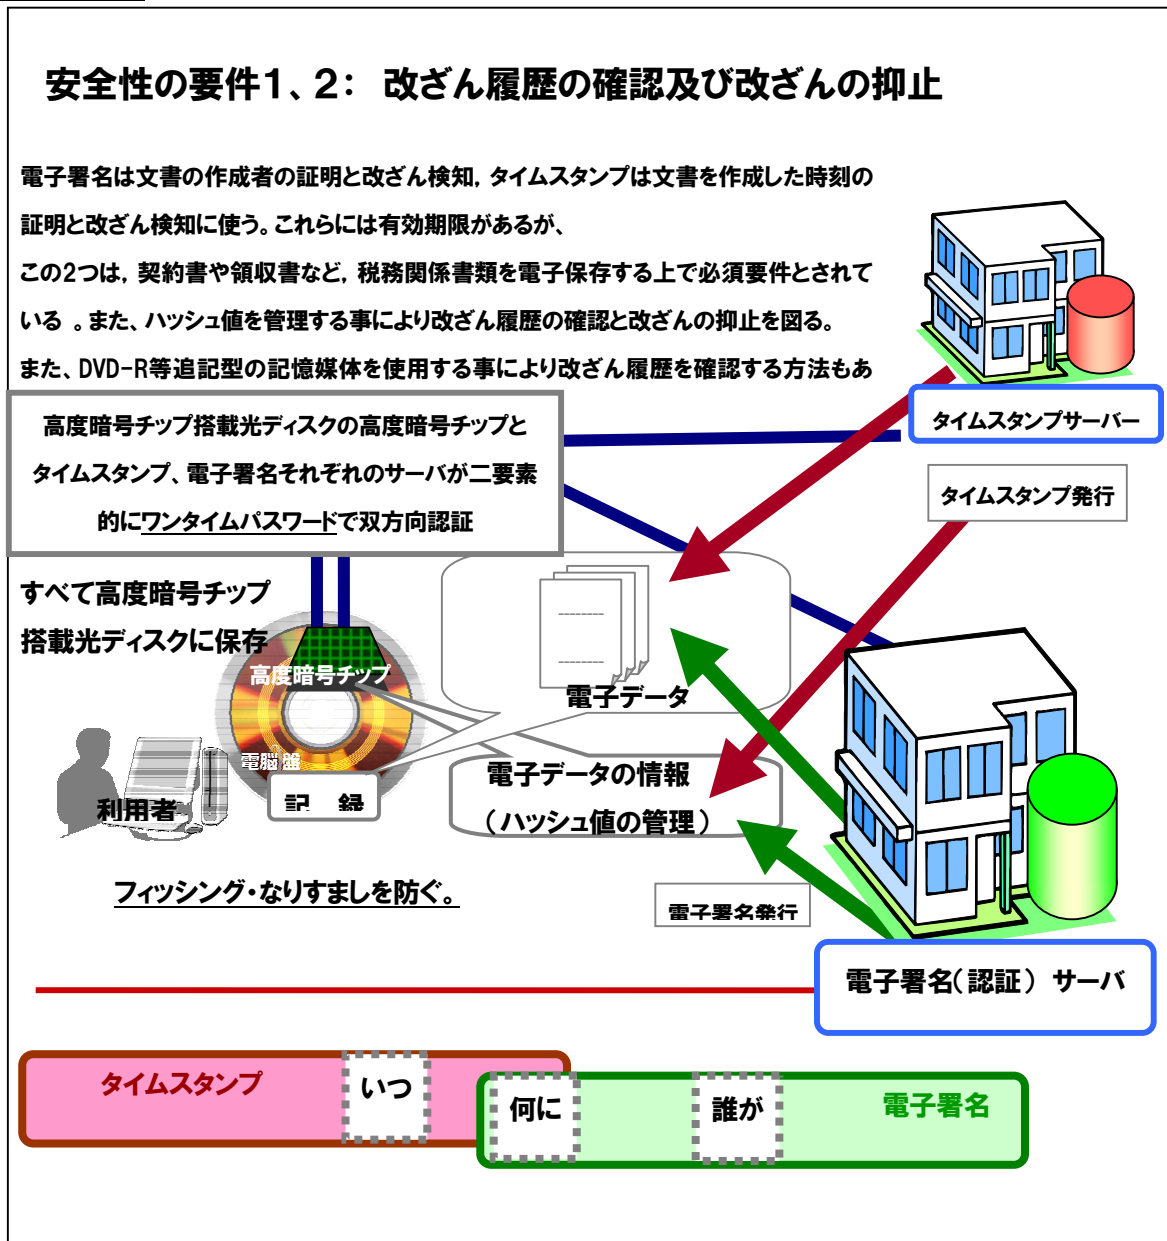 安全性の要件1、2: 改ざん履歴の確認及び改ざんの抑止
電子署名は文書の作成者の証明と改ざん検知, タイムスタンプは文書を作成した時刻の
証明と改ざん検知に使う。これらには有効期限があるが、
この2つは, 契約書や領収書など, 税務関係書類を電子保存する上で必須要件とされて
いる 。また、ハッシュ値を管理する事により改ざん履歴の確認と改ざんの抑止を図る。
また、DVD-R等追記型の記憶媒体を使用する事により改ざん履歴を確認する方法もあ
高度暗号チップ搭載光ディスクの高度暗号チップと
タイムスタンプ、電子署名それぞれのサーバが二要素
的にワンタイムパスワードで双方向認証
タイムスタンプサーバー
タイムスタンプ発行
すべて高度暗号チップ
搭載光ディスクに保存
高度暗号チップ
電子データ
電脳盤
利用者
記 録
電子データの情報
(ハッシュ値の管理)
フィッシング・なりすましを防ぐ。
電子署名発行
電子署名(認証) サーバ
タイムスタンプ
いつ
何に
誰が
電子署名